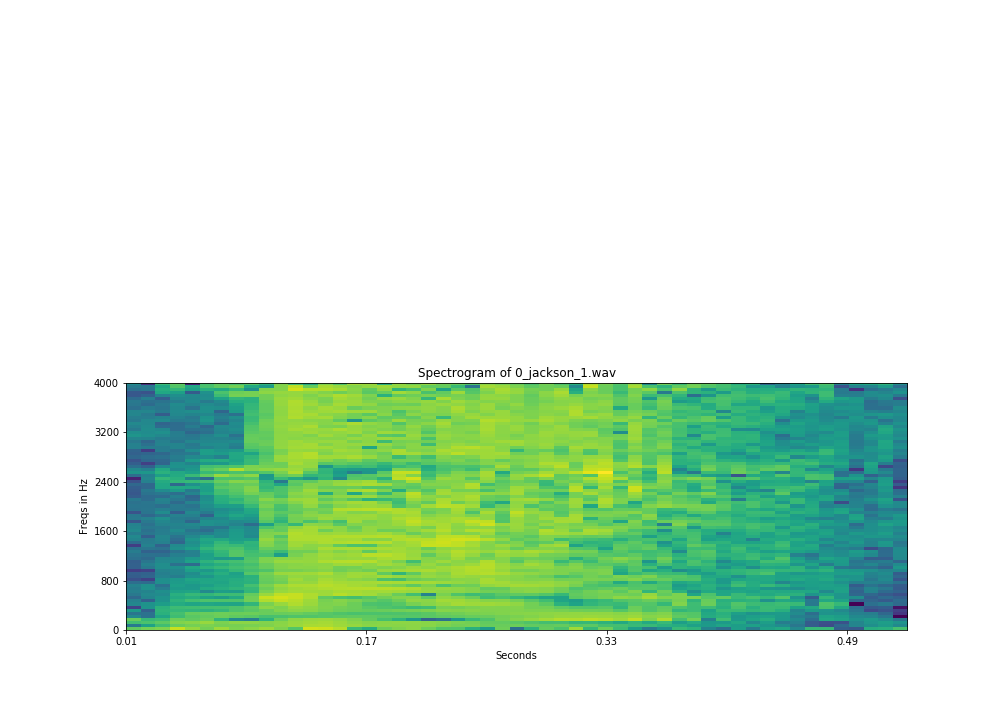 Spectrogram of 0_jackson_1.wav
4000
3200
2400
1600
800
0
Freqs in Hz
0.01 0.17 0.33 0.49
Seconds